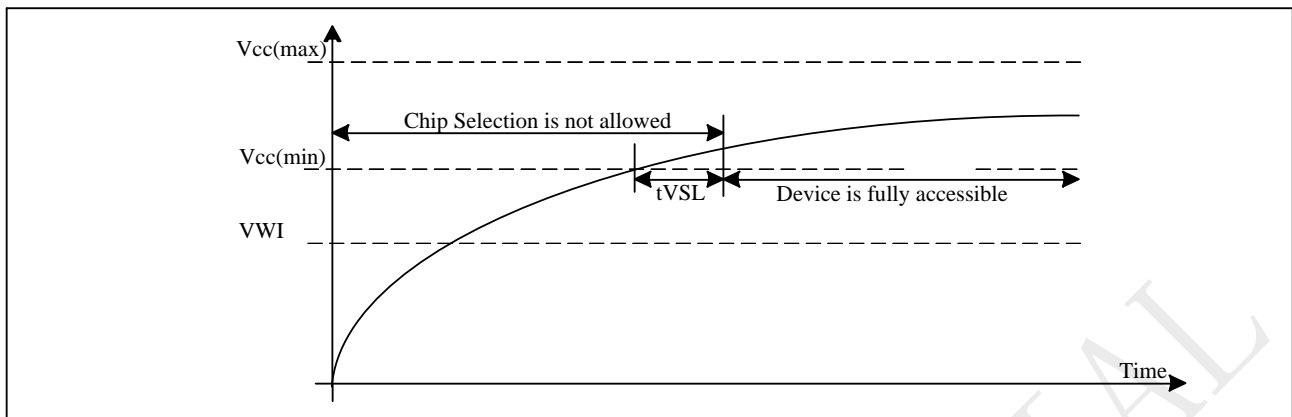 Vcc(max)
Chip Selection is not allowed
Vcc(min)
tVSL
Device is fully accessible
VWI
Time